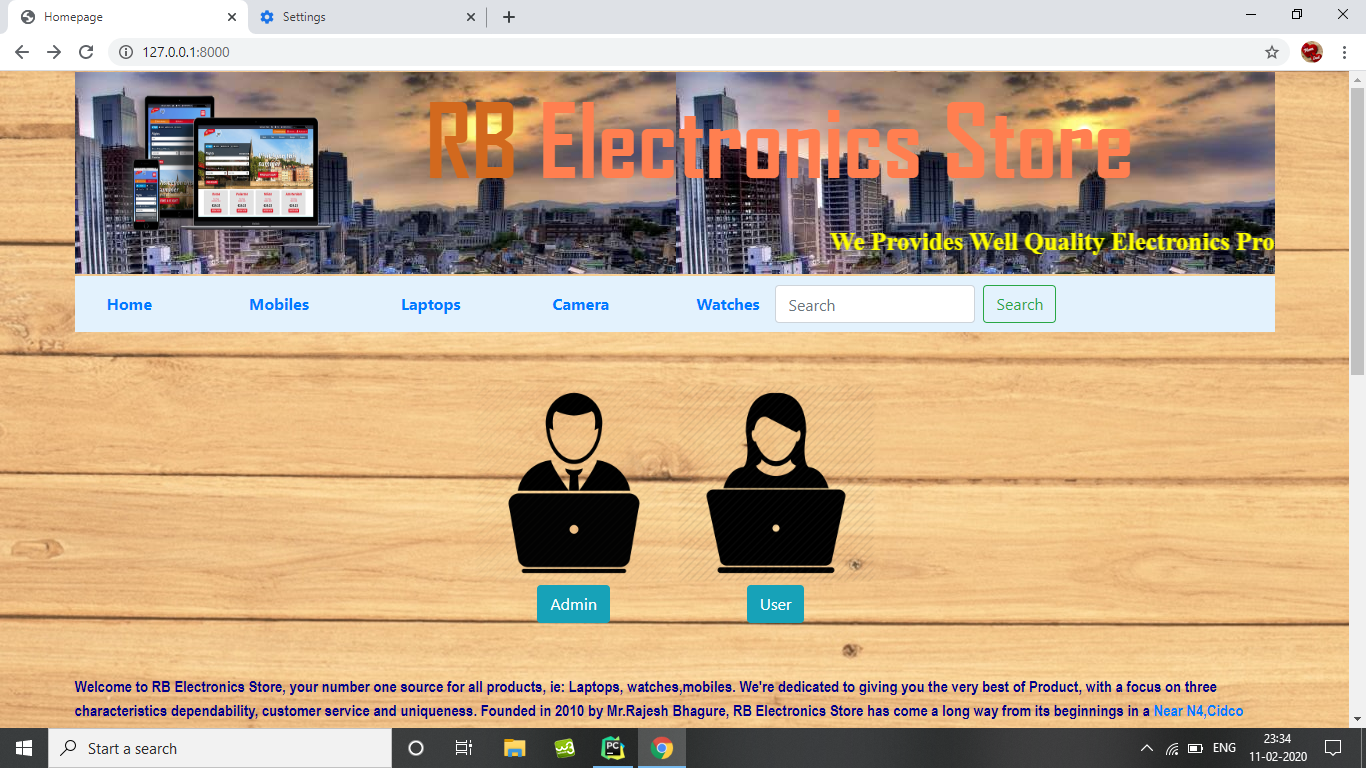 Homepage
Settings
127.0.0.1:8000
RB Electronics Store
We Provides Well Quality Electronics Pro
Home Mobiles Laptops Camera Watches Search Search
Admin User
Welcome to RB Electronics Store, your number one source for all products, ie: Laptops, watches,mobiles. We're dedicated to giving you the very best of Product, with a focus on three
characteristics dependability, customer service and uniqueness. Founded in 2010 by Mr.Rajesh Bhagure, RB Electronics Store has come a long way from its beginnings in a Near N4,Cidco
Start a search
PC
ENG
23:34
11-02-2020